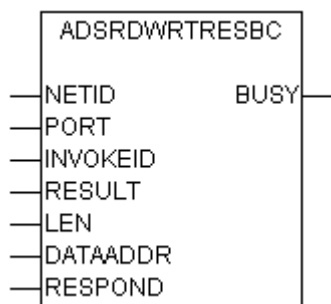 ADSRDWRTRESBC
NETID BUSY
PORT
INVOKEID
RESULT
LEN
DATAADDR
RESPOND